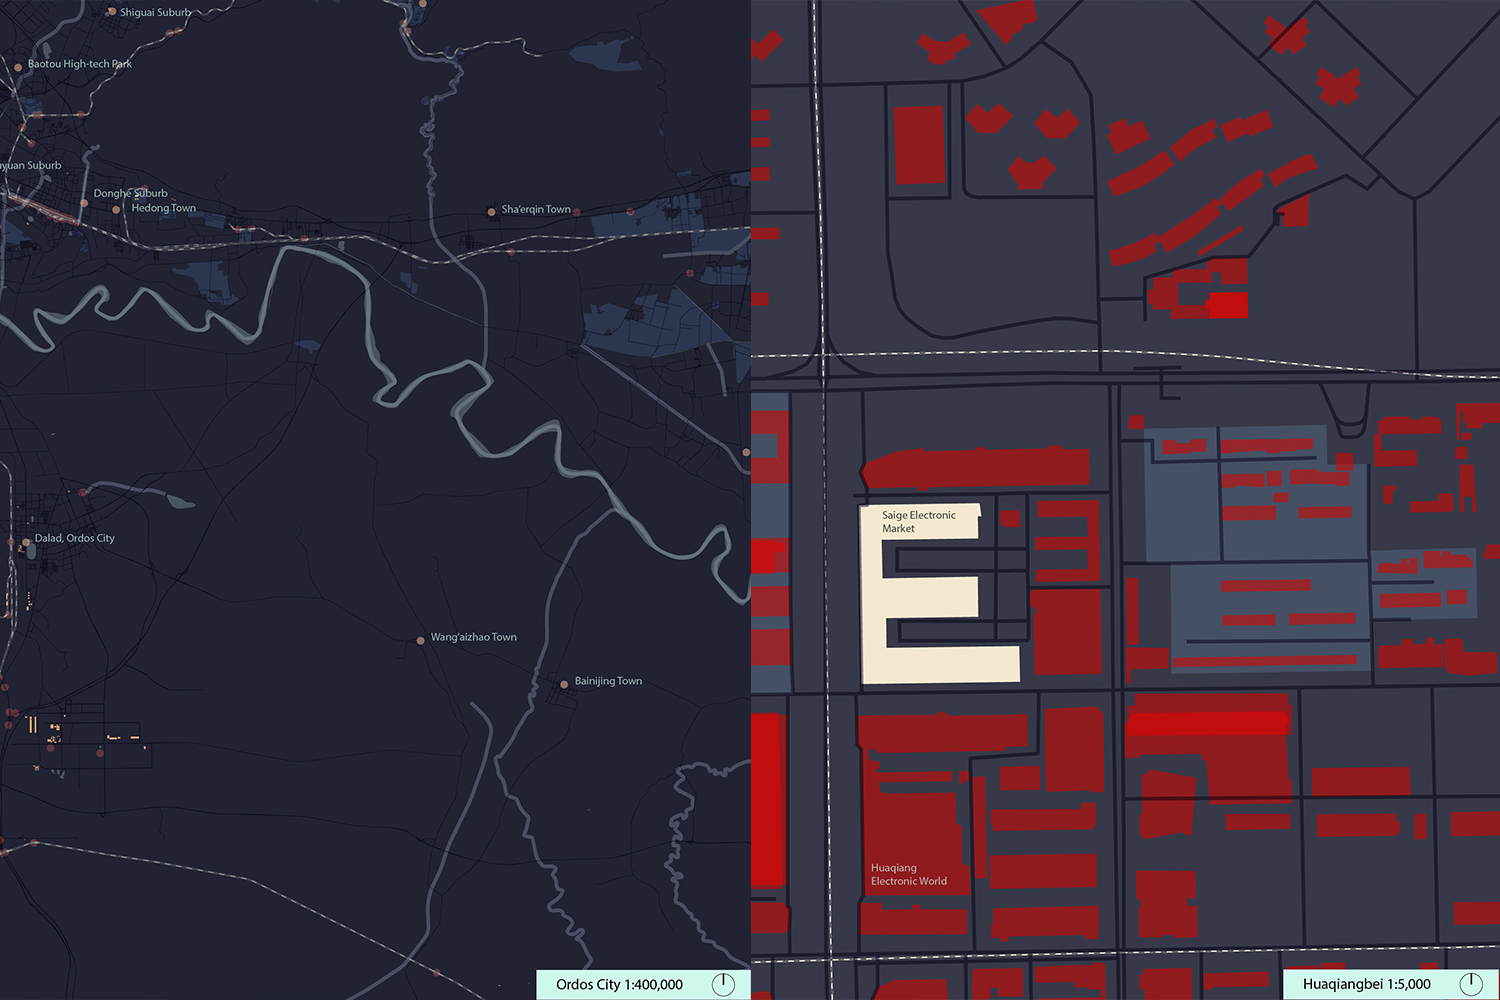 Shiguai Suburb
Baotou High-tech Park
yuan Suburb
Donghe Suburb
Hedong Town
Sha'erqin Town
Dalad, Ordos City
Wang'aizhao Town
Bainijing Town
Ordos City 1:400,000
Saige Electronic
Market
Huaqiang
Electronic World
Huaqiangbei 1:5,000